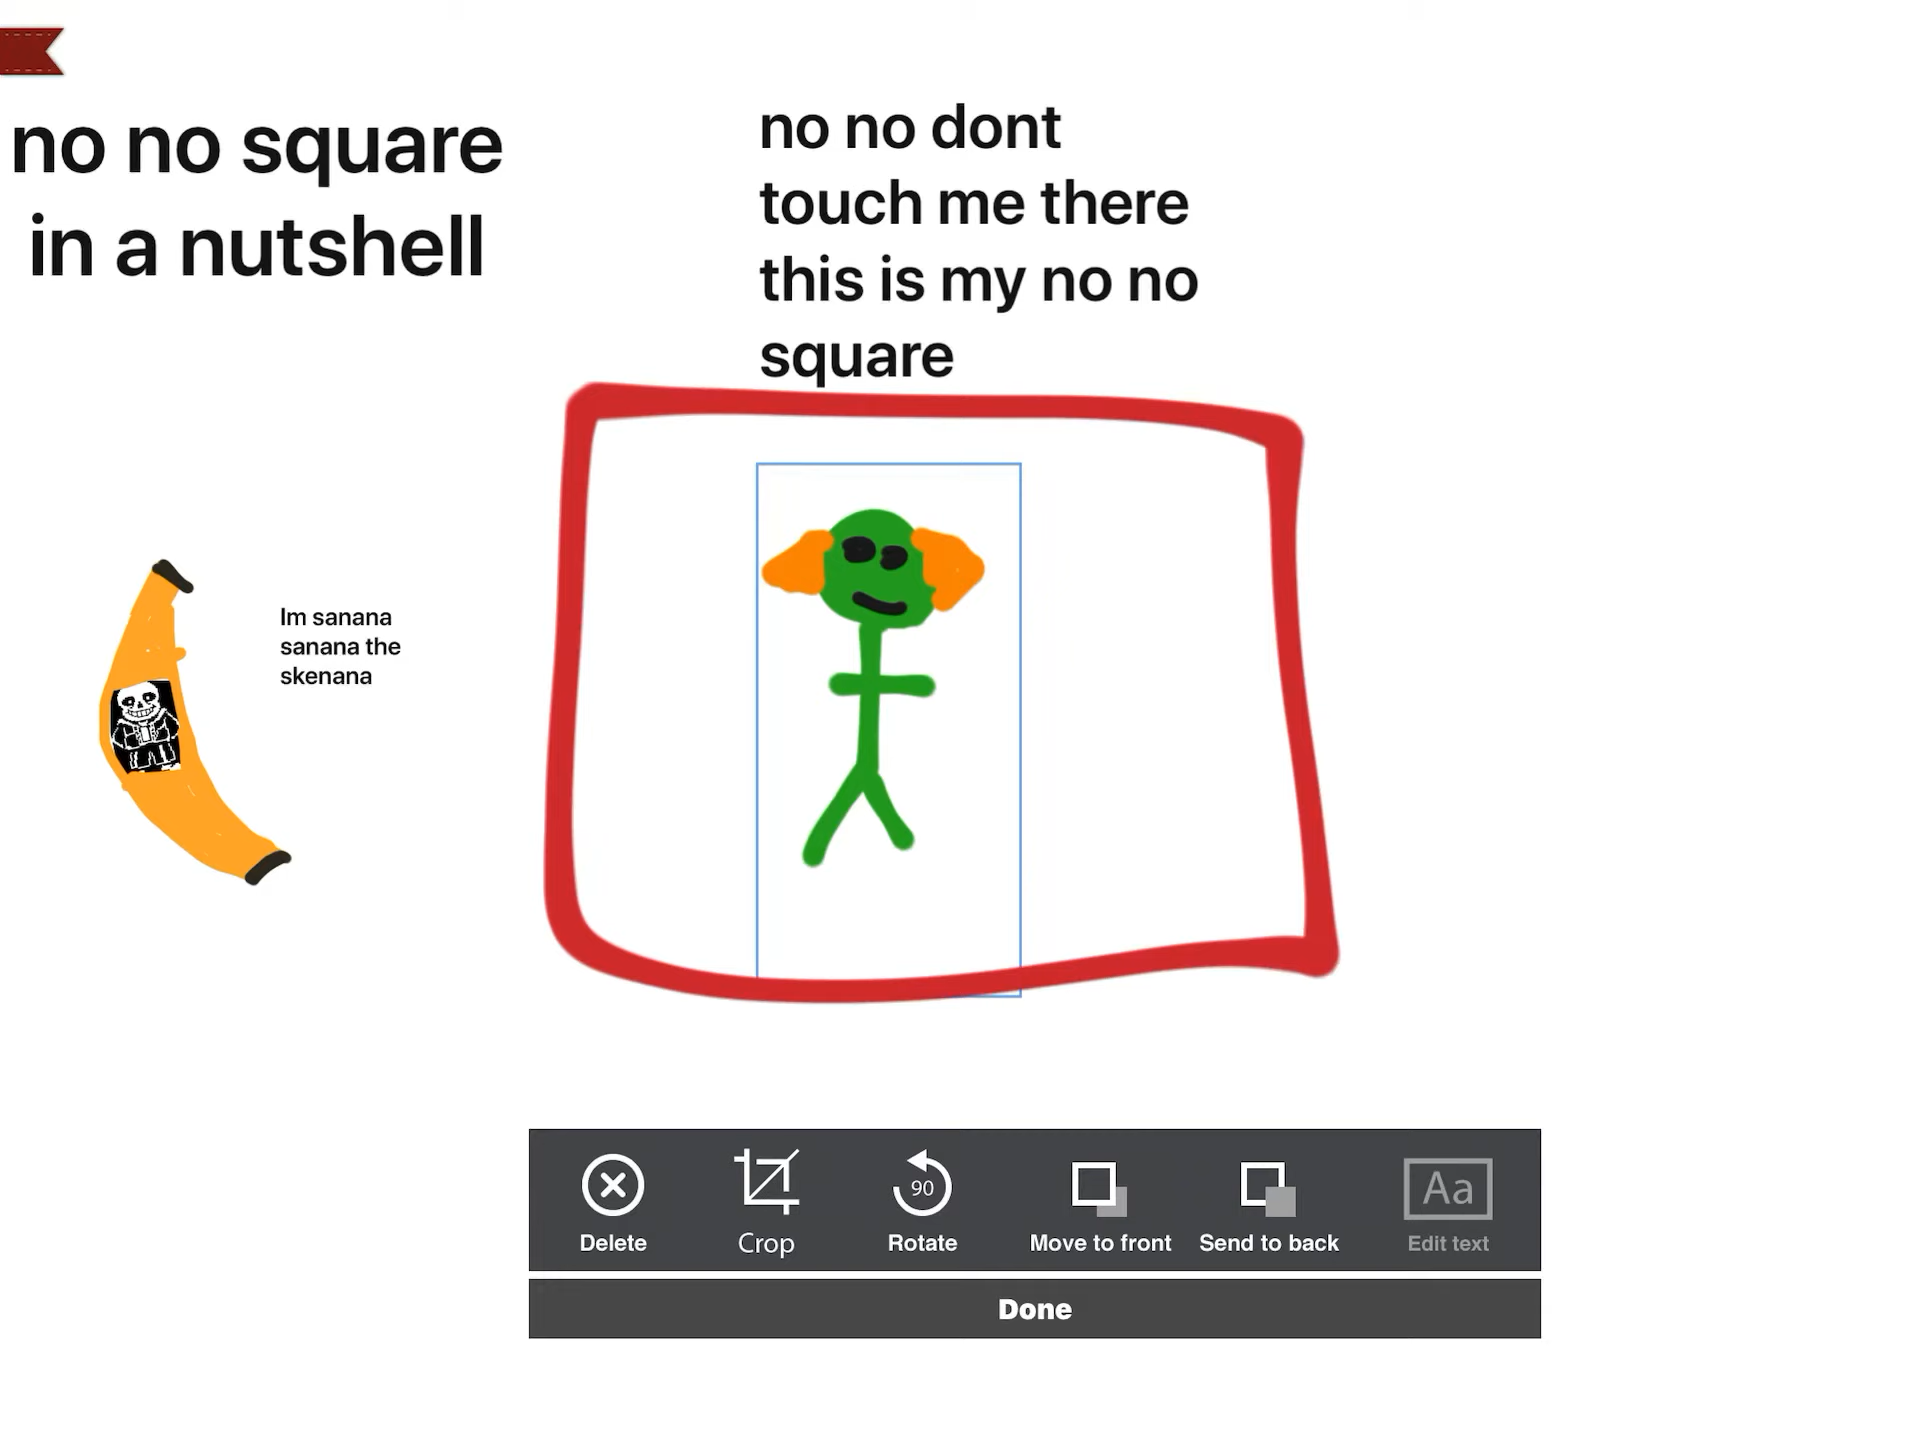 no no square
in a nutshell
no no dont
touch me there
this is my no no
square
Im sanana
sanana the
skenana
90
Aa
Delete
Crop
Rotate
Move to front
Send to back
Edit text
Done